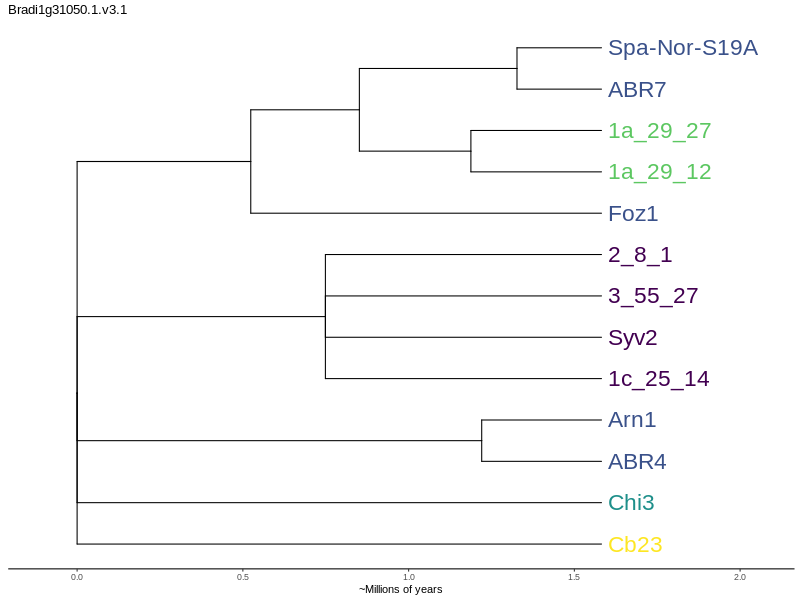 Bradi1g31050.1.v3.1
Spa-Nor-S19A
ABR7
1a_29_27
1a_29_12
Foz1
2_8_1
3_55_27
Syv2
1c_25_14
Arn1
ABR4
Chi3
Cb23
0.0 0.5 1.0 1.5 2.0
~Millions of years